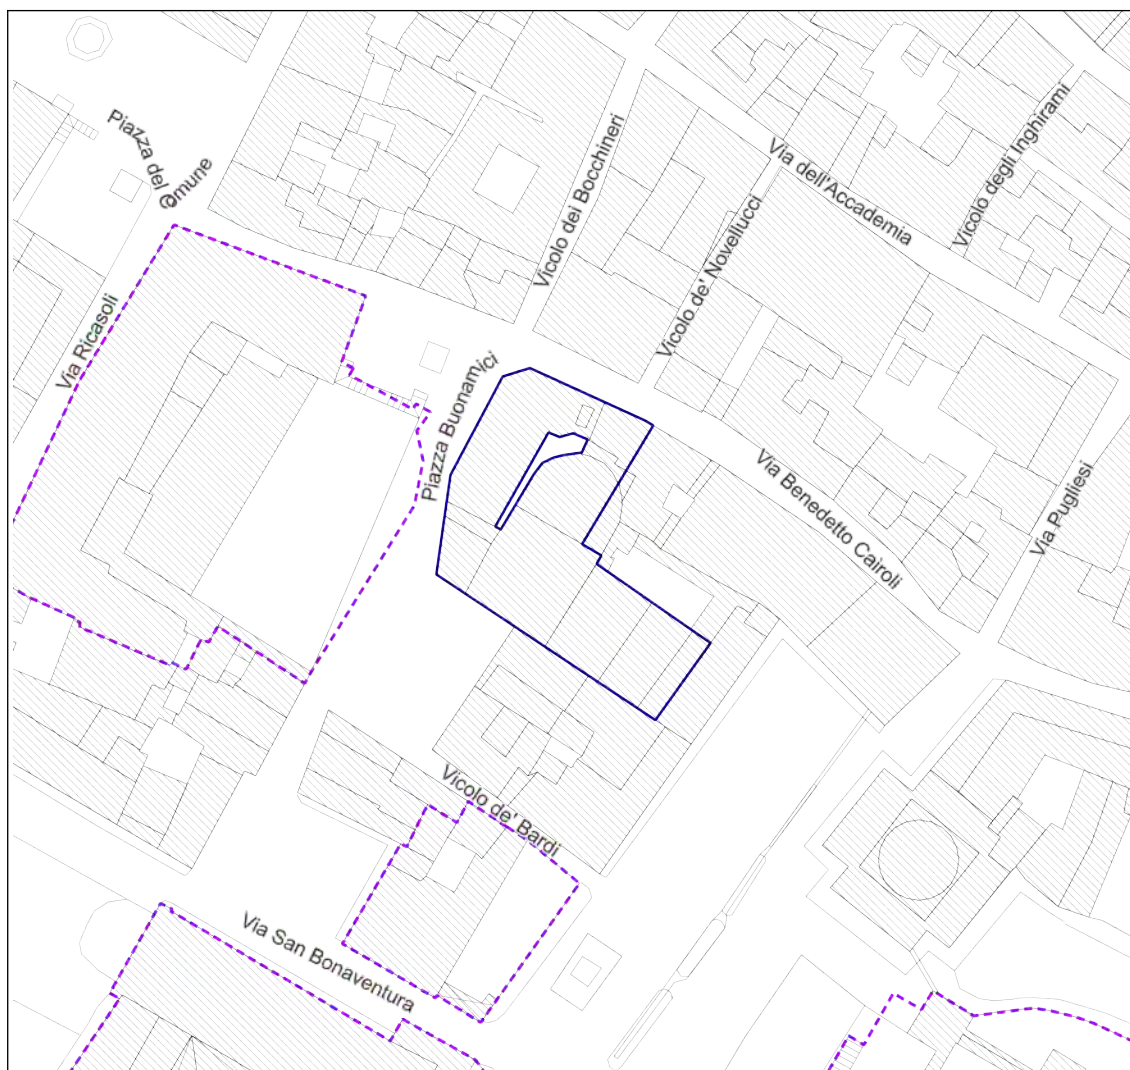 Piazza del Comune
Vicolo dei Bocchineri
Via dell'Accademia
Vicolo degli Inghirami
Vicolo de' Novellucci
Via Ricasoli
Piazza Buonamici
Via Benedetto Cairoli
Via Pugliesi
Vicolo de' Bardi
Via San Bonaventura